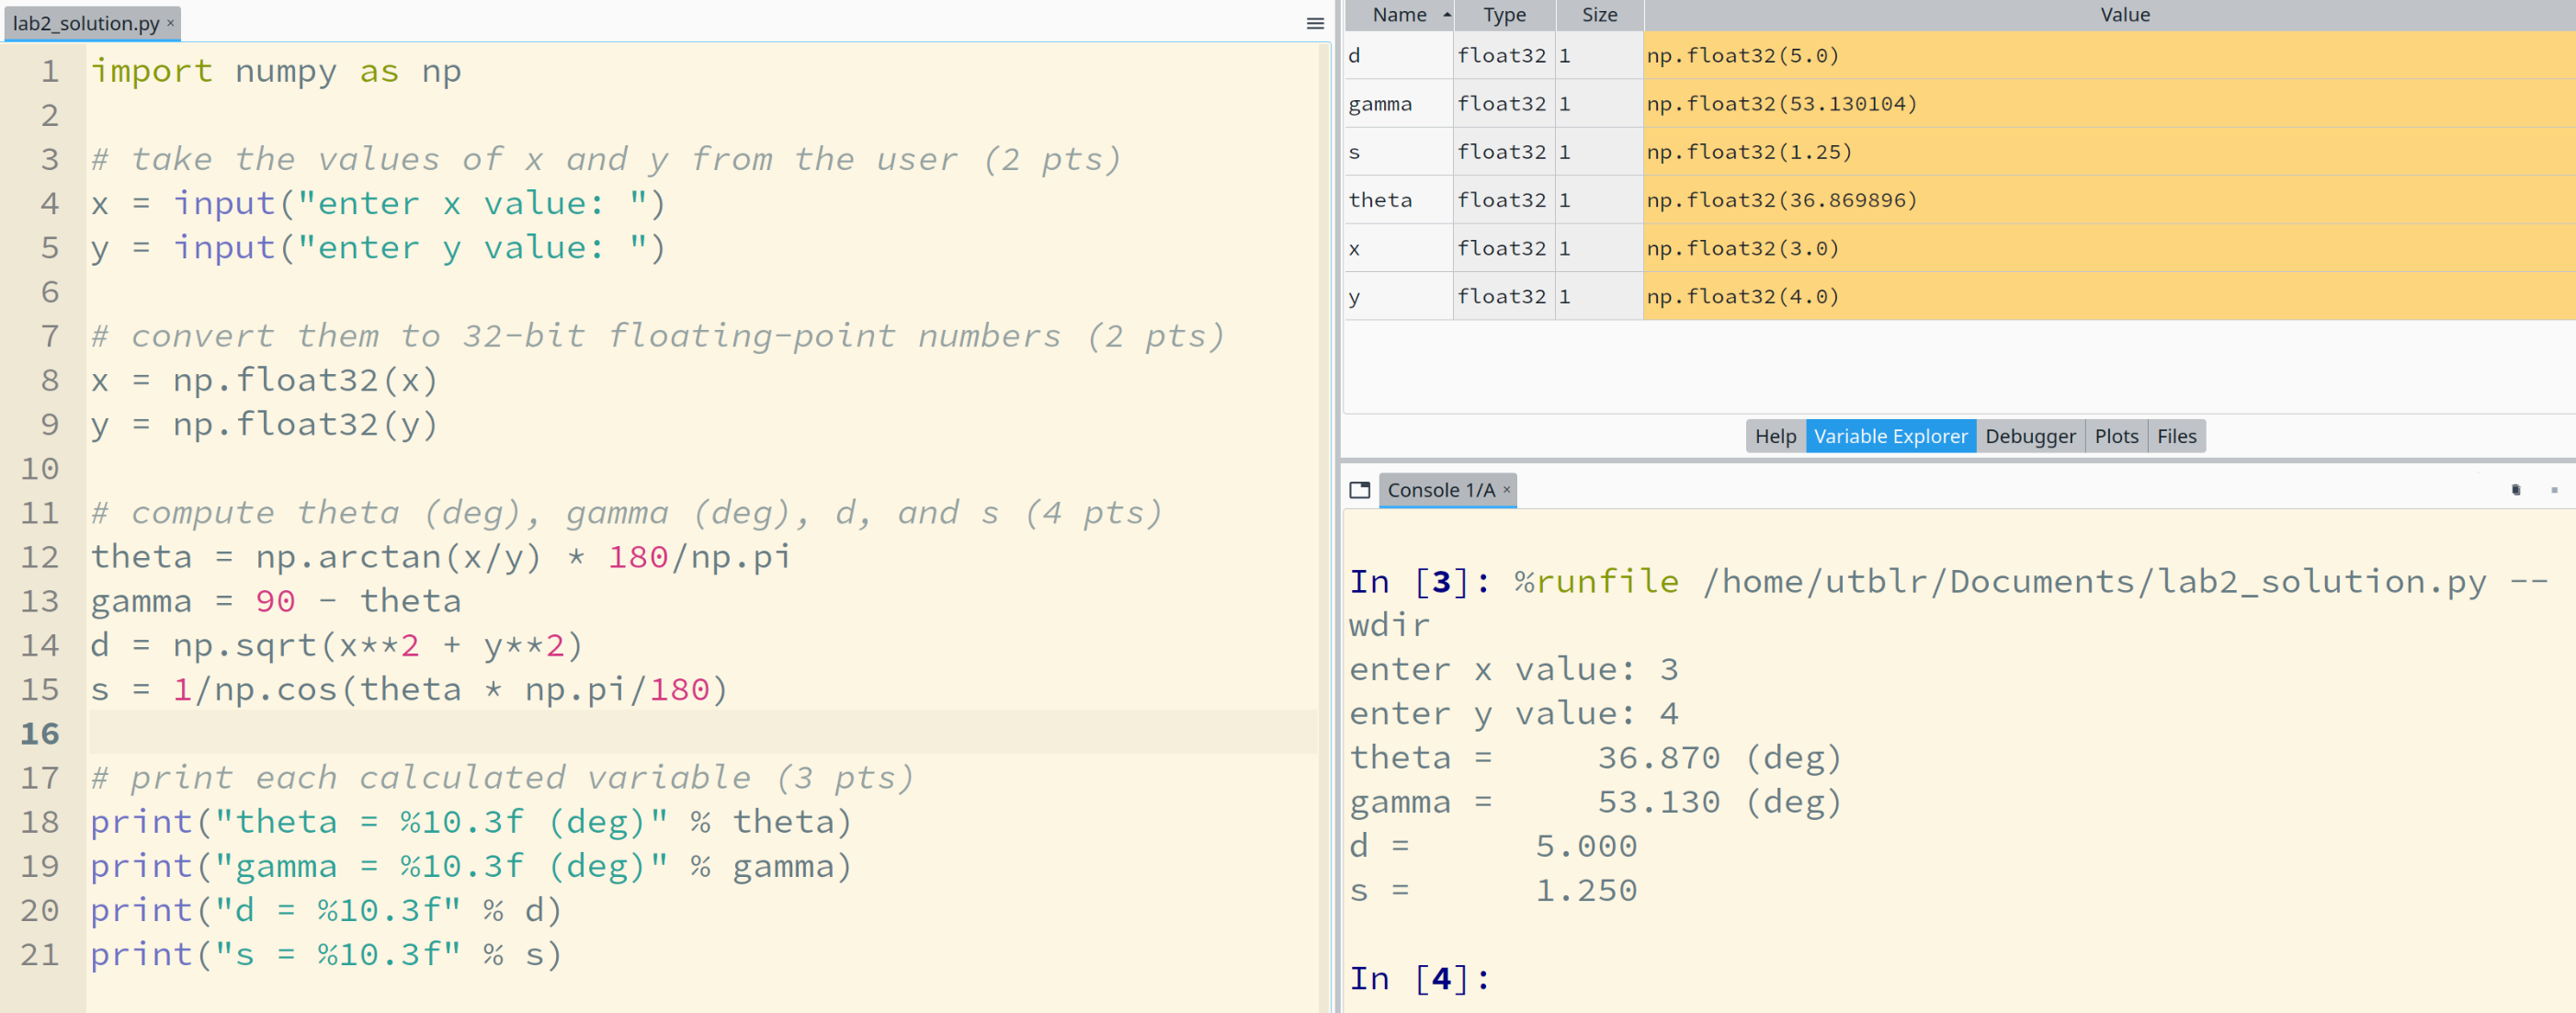 lab2_solution.py ×
1 import numpy as np
2
3 # take the values of x and y from the user (2 pts)
4 x = input("enter x value: ")
5 y = input("enter y value: ")
6
7 # convert them to 32-bit floating-point numbers (2 pts)
8 x = np.float32(x)
9 y = np.float32(y)
10
11 # compute theta (deg), gamma (deg), d, and s (4 pts)
12 theta = np.arctan(x/y) * 180/np.pi
13 gamma = 90 - theta
14 d = np.sqrt(x**2 + y**2)
15 s = 1/np.cos(theta * np.pi/180)
16
17 # print each calculated variable (3 pts)
18 print("theta = %10.3f (deg)" % theta)
19 print("gamma = %10.3f (deg)" % gamma)
20 print("d = %10.3f" % d)
21 print("s = %10.3f" % s)
Name Type Size Value
d float32 1 np.float32(5.0)
gamma float32 1 np.float32(53.130104)
s float32 1 np.float32(1.25)
theta float32 1 np.float32(36.869896)
x float32 1 np.float32(3.0)
y float32 1 np.float32(4.0)
Help Variable Explorer Debugger Plots Files
Console 1/A ×
In [3]: %runfile /home/utblr/Documents/lab2_solution.py --
wdir
enter x value: 3
enter y value: 4
theta =     36.870 (deg)
gamma =     53.130 (deg)
d =      5.000
s =      1.250
In [4]: